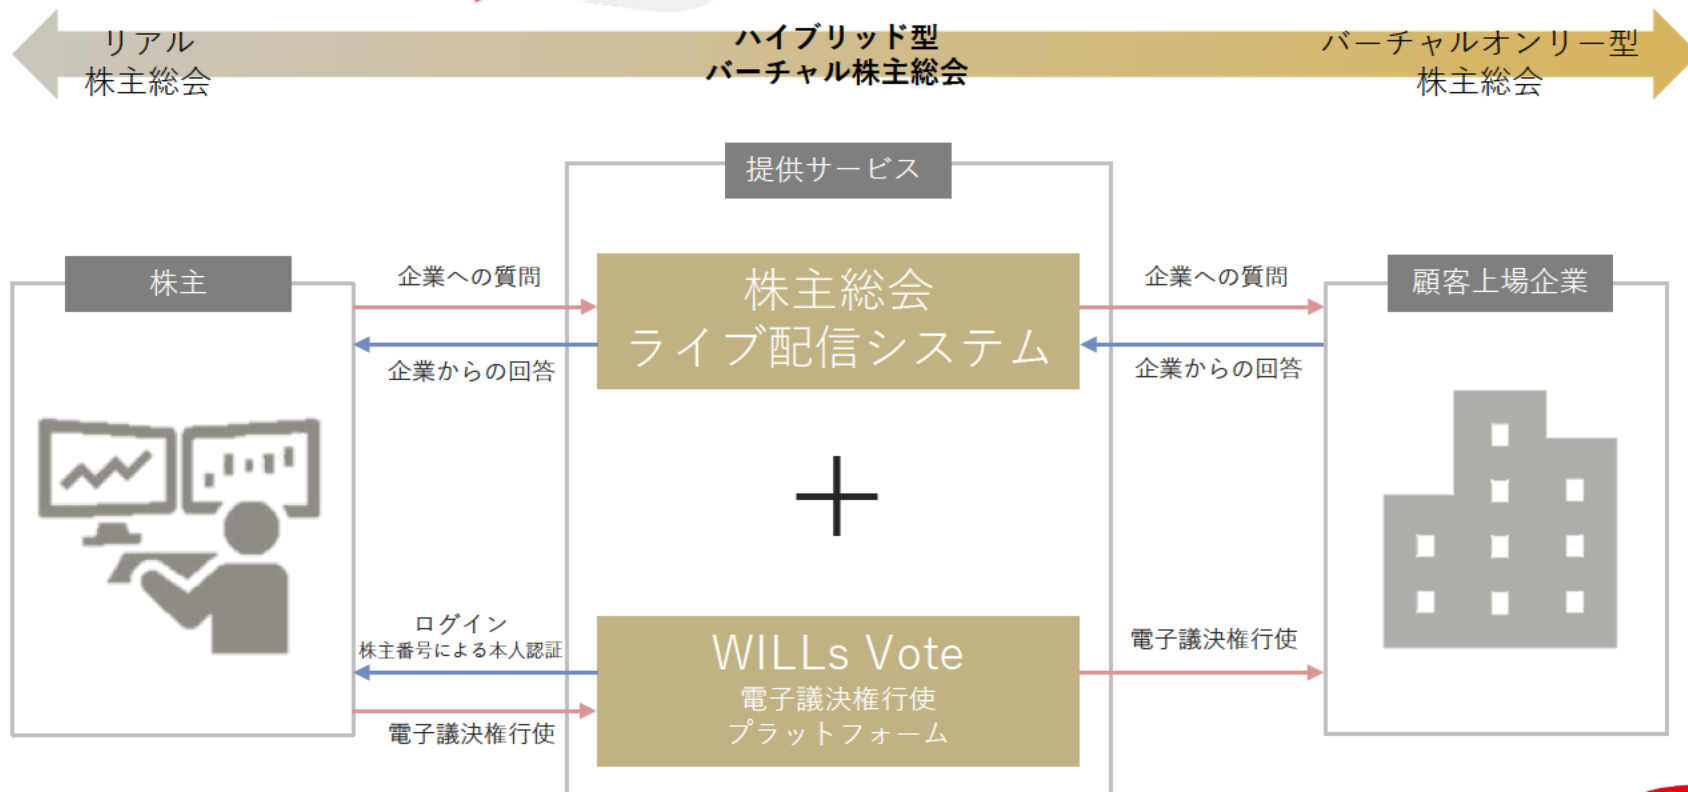 リアル
株主総会
ハイブリッド型
バーチャル株主総会
バーチャルオンリー型
株主総会
提供サービス
株主
顧客上場企業
企業への質問
企業からの回答
株主総会
ライブ配信システム
企業への質問
企業からの回答
＋
ログイン
株主番号による本人認証
電子議決権行使
WILLs Vote
電子議決権行使
プラットフォーム
電子議決権行使